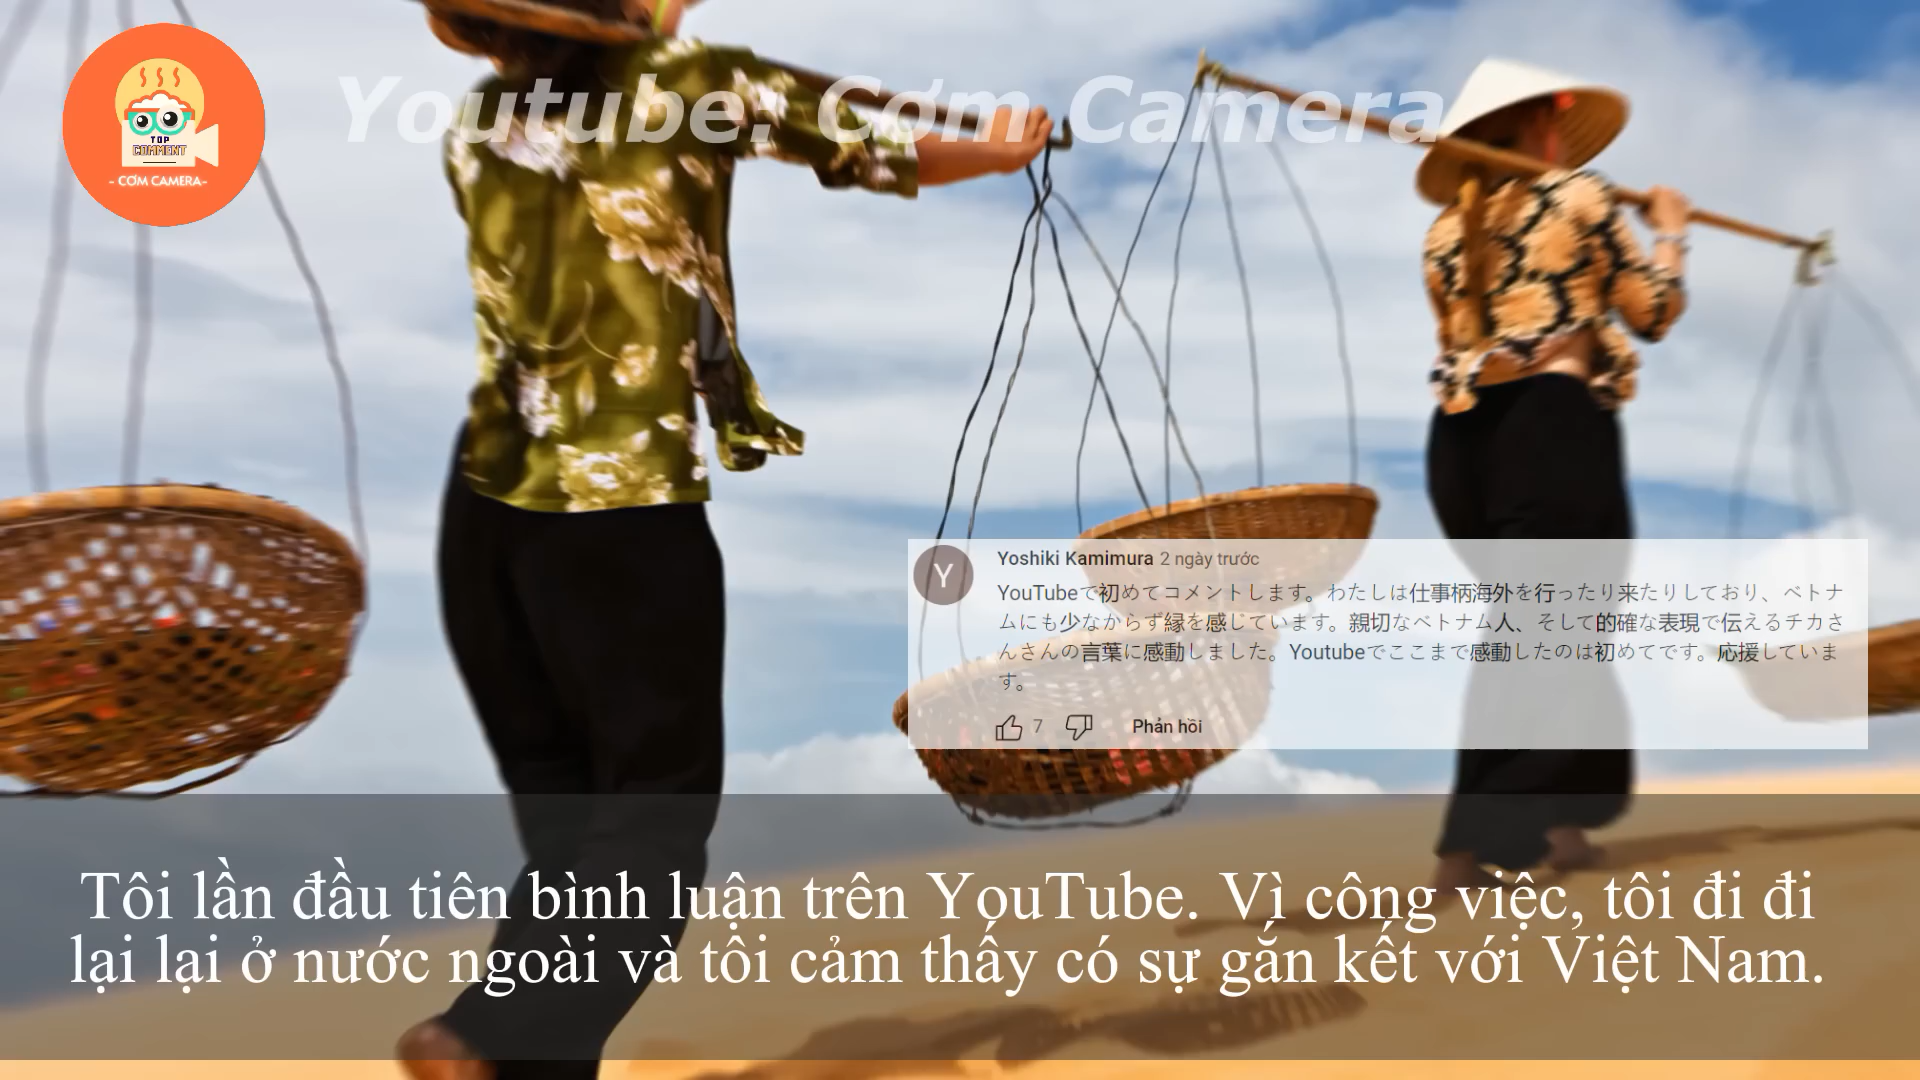 Youtube: Cơm Camera
TOP
COMMENT
- CƠM CAMERA-
Yoshiki Kamimura 2 ngày trước
Y
YouTubeで初めてコメントします。わたしは仕事柄海外を行ったり来たりしており、ベトナ
ムにも少なからず縁を感じています。親切なベトナム人、そして的確な表現で伝えるチカさ
んさんの言葉に感動しました。Youtubeでここまで感動したのは初めてです。応援していま
す。
7 Phản hồi
Tôi lần đầu tiên bình luận trên YouTube. Vì công việc, tôi đi đi
lại lại ở nước ngoài và tôi cảm thấy có sự gắn kết với Việt Nam.